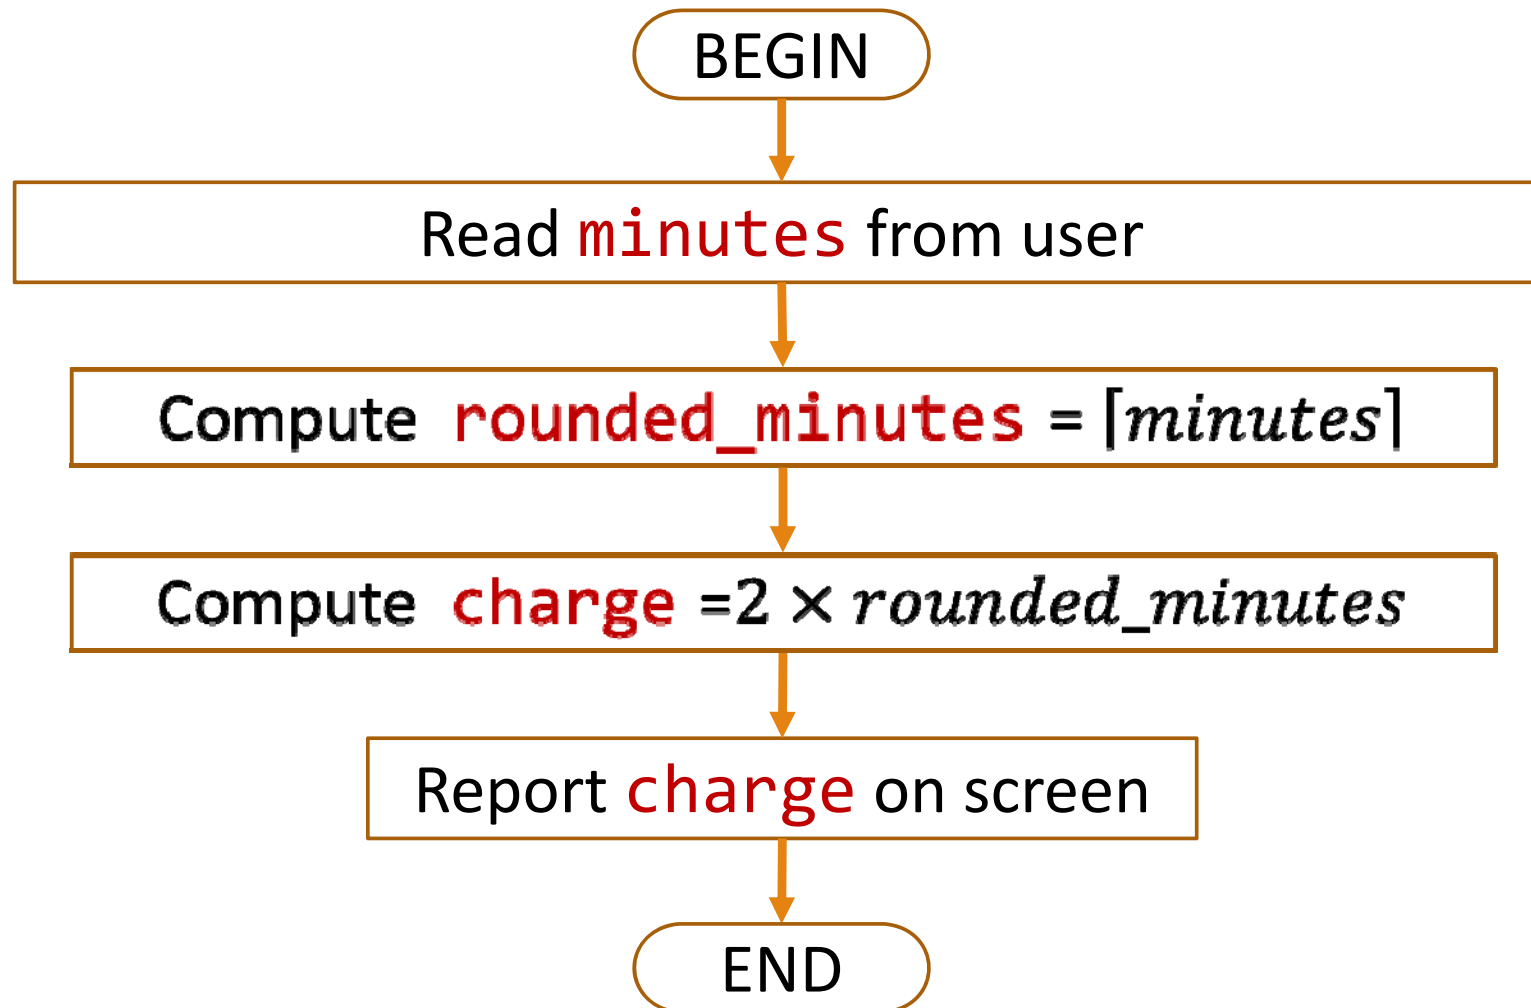 BEGIN
Read minutes from user
Compute rounded_minutes = ⌈minutes⌉
Compute charge =2 × rounded_minutes
Report charge on screen
END